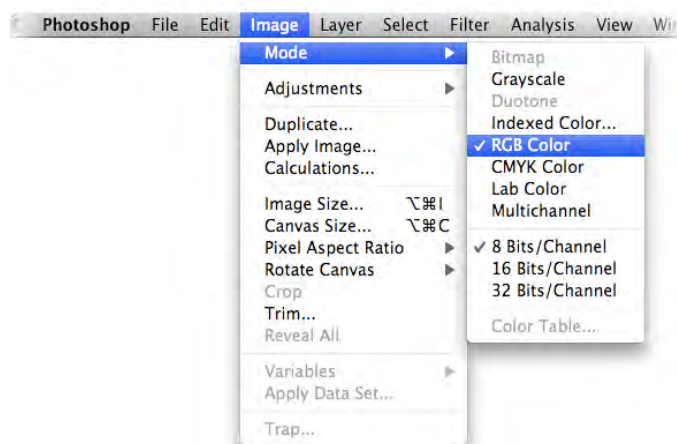 Photoshop File Edit Image Layer Select Filter Analysis View
Mode
Adjustments
Duplicate...
Apply Image...
Calculations...
Image Size... ⌥⌘I
Canvas Size... ⌥⌘C
Pixel Aspect Ratio
Rotate Canvas
Crop
Trim...
Reveal All
Variables
Apply Data Set...
Trap...
Bitmap
Grayscale
Duotone
Indexed Color...
✓ RGB Color
CMYK Color
Lab Color
Multichannel
✓ 8 Bits/Channel
16 Bits/Channel
32 Bits/Channel
Color Table...